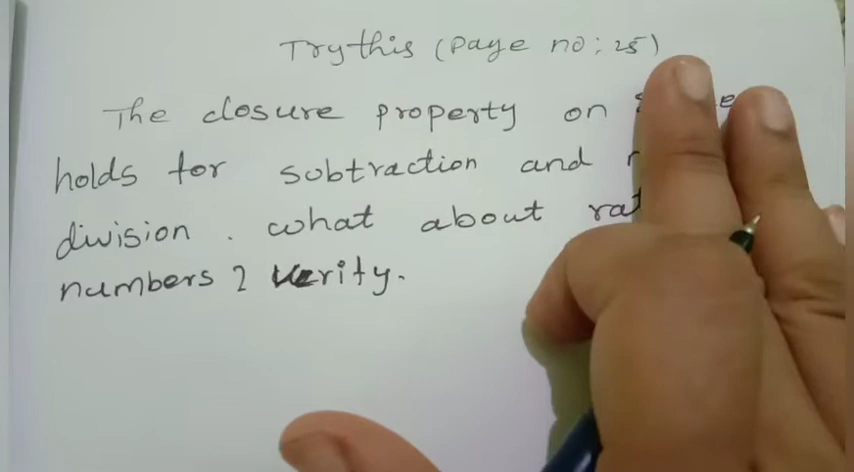 Try this (Page no: 25)
The closure property on
holds for subtraction and
division. what about
numbers? Verify.